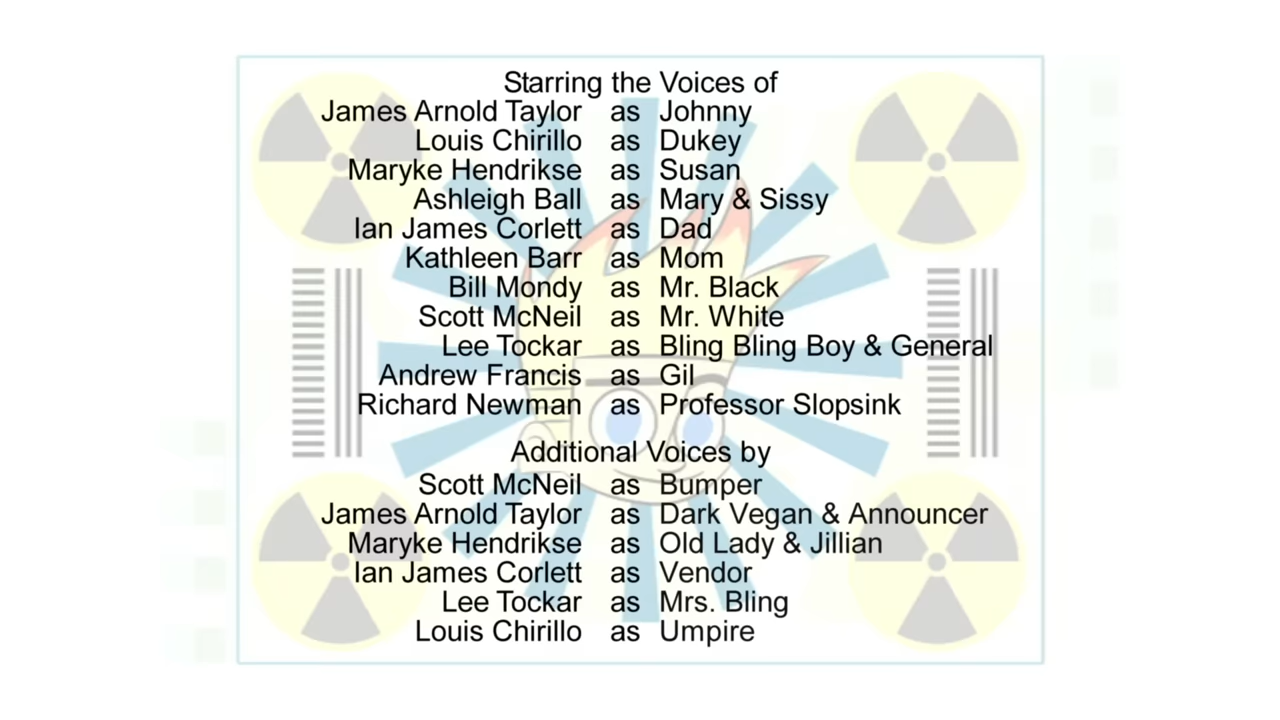 Starring the Voices of
James Arnold Taylor as Johnny
Louis Chirillo as Dukey
Maryke Hendrikse as Susan
Ashleigh Ball as Mary & Sissy
Ian James Corlett as Dad
Kathleen Barr as Mom
Bill Mondy as Mr. Black
Scott McNeil as Mr. White
Lee Tockar as Bling Bling Boy & General
Andrew Francis as Gil
Richard Newman as Professor Slopsink
Additional Voices by
Scott McNeil as Bumper
James Arnold Taylor as Dark Vegan & Announcer
Maryke Hendrikse as Old Lady & Jillian
Ian James Corlett as Vendor
Lee Tockar as Mrs. Bling
Louis Chirillo as Umpire